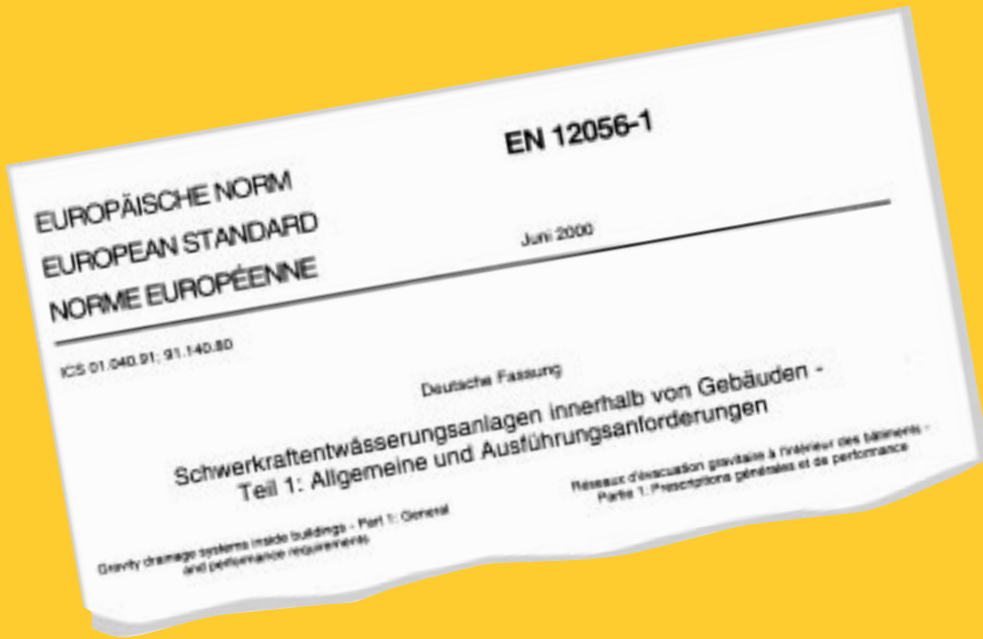 EN 12056-1
EUROPÄISCHE NORM
EUROPEAN STANDARD
NORME EUROPÉENNE
Juni 2000
ICS 01.040.91; 91.140.80
Deutsche Fassung
Schwerkraftentwässerungsanlagen innerhalb von Gebäuden -
Teil 1: Allgemeine und Ausführungsanforderungen
Gravity drainage systems inside buildings - Part 1: General
and performance requirements
Réseaux d'évacuation gravitaire à l'intérieur des bâtiments -
Partie 1: Prescriptions générales et de performance